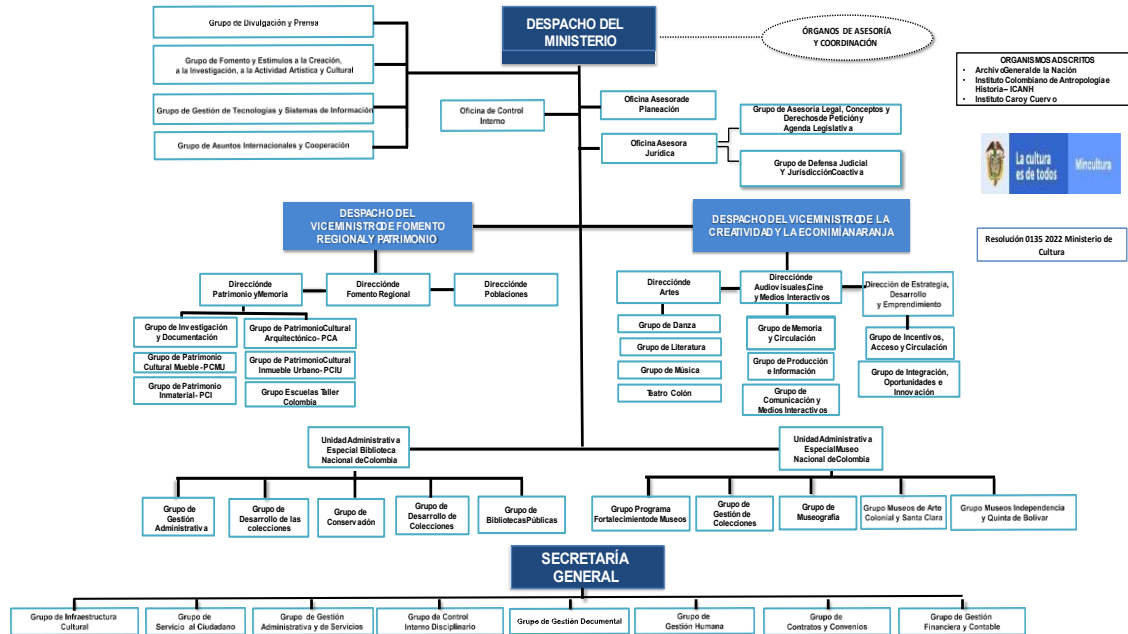 DESPACHO DEL
MINISTERIO
ÓRGANOS DE ASESORÍA
Y COORDINACIÓN
Grupo de Divulgación y Prensa
Grupo de Fomento y Estímulos a la Creación,
a la Investigación, a la Actividad Artística y Cultural
Grupo de Gestión de Tecnologías y Sistemas de Información
Grupo de Asuntos Internacionales y Cooperación
ORGANISMOS ADSCRITOS
• Archivo General de la Nación
• Instituto Colombiano de Antropología e
Historia – ICANH
• Instituto Caro y Cuervo
Oficina de Control
Interno
Oficina Asesora de
Planeación
Oficina Asesora
Jurídica
Grupo de Asesoría Legal, Conceptos y
Derechos de Petición y
Agenda Legislativa
Grupo de Defensa Judicial
Y Jurisdicción Coactiva
La cultura
es de todos
Mincultura
Resolución 0135 2022 Ministerio de
Cultura
DESPACHO DEL
VICEMINISTRO DE FOMENTO
REGIONAL Y PATRIMONIO
DESPACHO DEL VICEMINISTRO DE LA
CREATIVIDAD Y LA ECONIMÍA NARANJA
Dirección de
Patrimonio y Memoria
Dirección de
Fomento Regional
Dirección de
Poblaciones
Grupo de Investigación
y Documentación
Grupo de Patrimonio Cultural
Arquitectónico - PCA
Grupo de Patrimonio
Cultural Mueble - PCMU
Grupo de Patrimonio Cultural
Inmueble Urbano - PCIU
Grupo de Patrimonio
Inmaterial - PCI
Grupo Escuelas Taller
Colombia
Dirección de
Artes
Dirección de
Audiovisuales, Cine
y Medios Interactivos
Dirección de Estrategia,
Desarrollo
y Emprendimiento
Grupo de Danza
Grupo de Literatura
Grupo de Música
Teatro Colón
Grupo de Memoria
y Circulación
Grupo de Producción
e Información
Grupo de
Comunicación y
Medios Interactivos
Grupo de Incentivos,
Acceso y Circulación
Grupo de Integración,
Oportunidades e
Innovación
Unidad Administrativa
Especial Biblioteca
Nacional de Colombia
Unidad Administrativa
Especial Museo
Nacional de Colombia
Grupo de
Gestión
Administrativa
Grupo de
Desarrollo de las
colecciones
Grupo de
Conservación
Grupo de
Desarrollo de
Colecciones
Grupo de
Bibliotecas Públicas
Grupo Programa
Fortalecimiento de Museos
Grupo de
Gestión de
Colecciones
Grupo de
Museografía
Grupo Museos de Arte
Colonial y Santa Clara
Grupo Museos Independencia
y Quinta de Bolívar
SECRETARÍA
GENERAL
Grupo de Infraestructura
Cultural
Grupo de
Servicio al Ciudadano
Grupo de Gestión
Administrativa y de Servicios
Grupo de Control
Interno Disciplinario
Grupo de Gestión Documental
Grupo de
Gestión Humana
Grupo de
Contratos y Convenios
Grupo de Gestión
Financiera y Contable